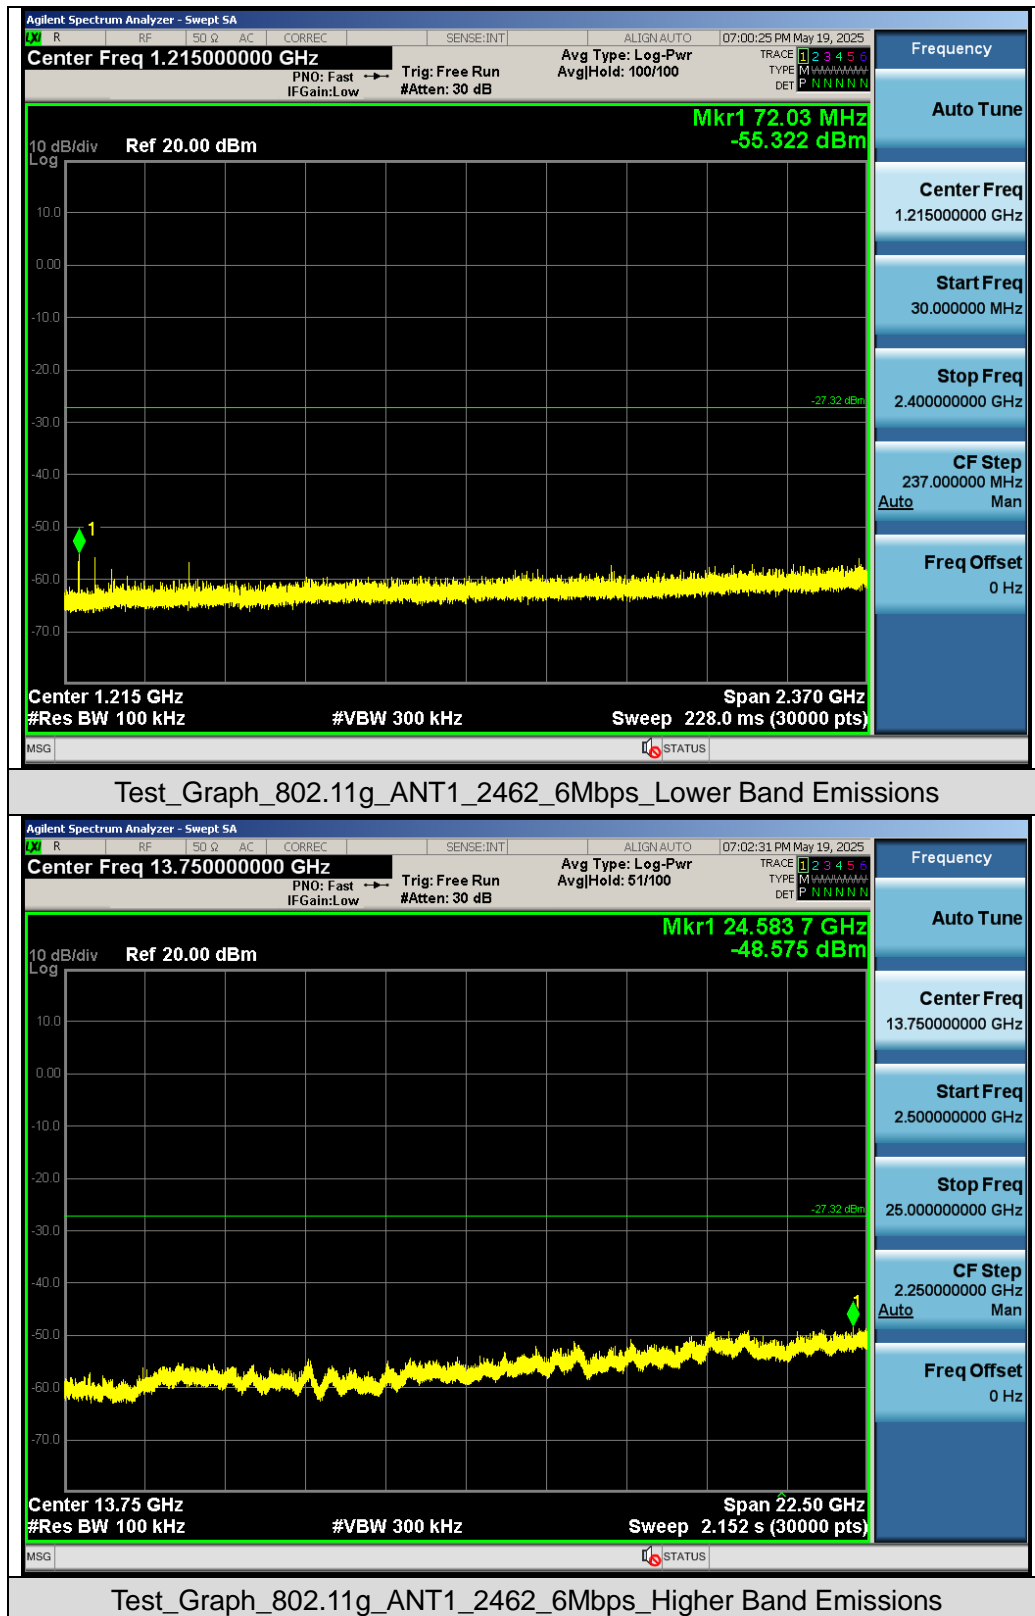 Agilent Spectrum Analyzer - Swept SA
LXI R RF 50 Ω AC CORREC SENSE:INT ALIGN AUTO 07:00:25 PM May 19, 2025
Center Freq 1.215000000 GHz
PNO: Fast
IFGain:Low
Trig: Free Run
#Atten: 30 dB
Avg Type: Log-Pwr
Avg|Hold: 100/100
TRACE 1 2 3 4 5 6
TYPE M
DET P N N N N N
Mkr1 72.03 MHz
-55.322 dBm
10 dB/div Ref 20.00 dBm
Log
10.0
0.00
-10.0
-20.0
-27.32 dBm
-30.0
-40.0
-50.0
1
-60.0
-70.0
Center 1.215 GHz Span 2.370 GHz
#Res BW 100 kHz #VBW 300 kHz Sweep 228.0 ms (30000 pts)
MSG STATUS
Frequency
Auto Tune
Center Freq
1.215000000 GHz
Start Freq
30.000000 MHz
Stop Freq
2.400000000 GHz
CF Step
237.000000 MHz
Auto Man
Freq Offset
0 Hz
Test_Graph_802.11g_ANT1_2462_6Mbps_Lower Band Emissions
Agilent Spectrum Analyzer - Swept SA
LXI R RF 50 Ω AC CORREC SENSE:INT ALIGN AUTO 07:02:31 PM May 19, 2025
Center Freq 13.750000000 GHz
PNO: Fast
IFGain:Low
Trig: Free Run
#Atten: 30 dB
Avg Type: Log-Pwr
Avg|Hold: 51/100
TRACE 1 2 3 4 5 6
TYPE M
DET P N N N N N
Mkr1 24.583 7 GHz
-48.575 dBm
10 dB/div Ref 20.00 dBm
Log
10.0
0.00
-10.0
-20.0
-27.32 dBm
-30.0
-40.0
1
-50.0
-60.0
-70.0
Center 13.75 GHz Span 22.50 GHz
#Res BW 100 kHz #VBW 300 kHz Sweep 2.152 s (30000 pts)
MSG STATUS
Frequency
Auto Tune
Center Freq
13.750000000 GHz
Start Freq
2.500000000 GHz
Stop Freq
25.000000000 GHz
CF Step
2.250000000 GHz
Auto Man
Freq Offset
0 Hz
Test_Graph_802.11g_ANT1_2462_6Mbps_Higher Band Emissions